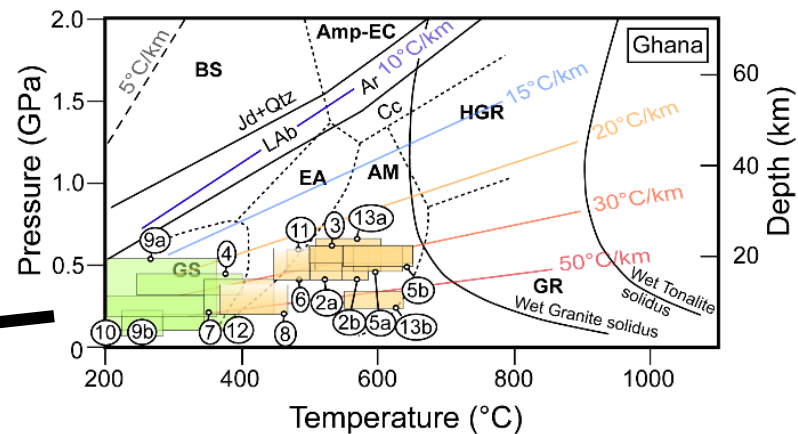 2.0
1.5
1.0
0.5
0
Pressure (GPa)
200
400
600
800
1000
Temperature (°C)
60
40
20
Depth (km)
Ghana
5°C/km
BS
Amp-EC
10°C/km
Jd+Qtz
LAb
Ar
Cc
HGR
15°C/km
20°C/km
EA
AM
30°C/km
50°C/km
GS
GR
Wet Granite solidus
Wet Tonalite
solidus
9a
4
11
3
13a
10
9b
7
12
8
6
2a
2b
5a
13b
5b